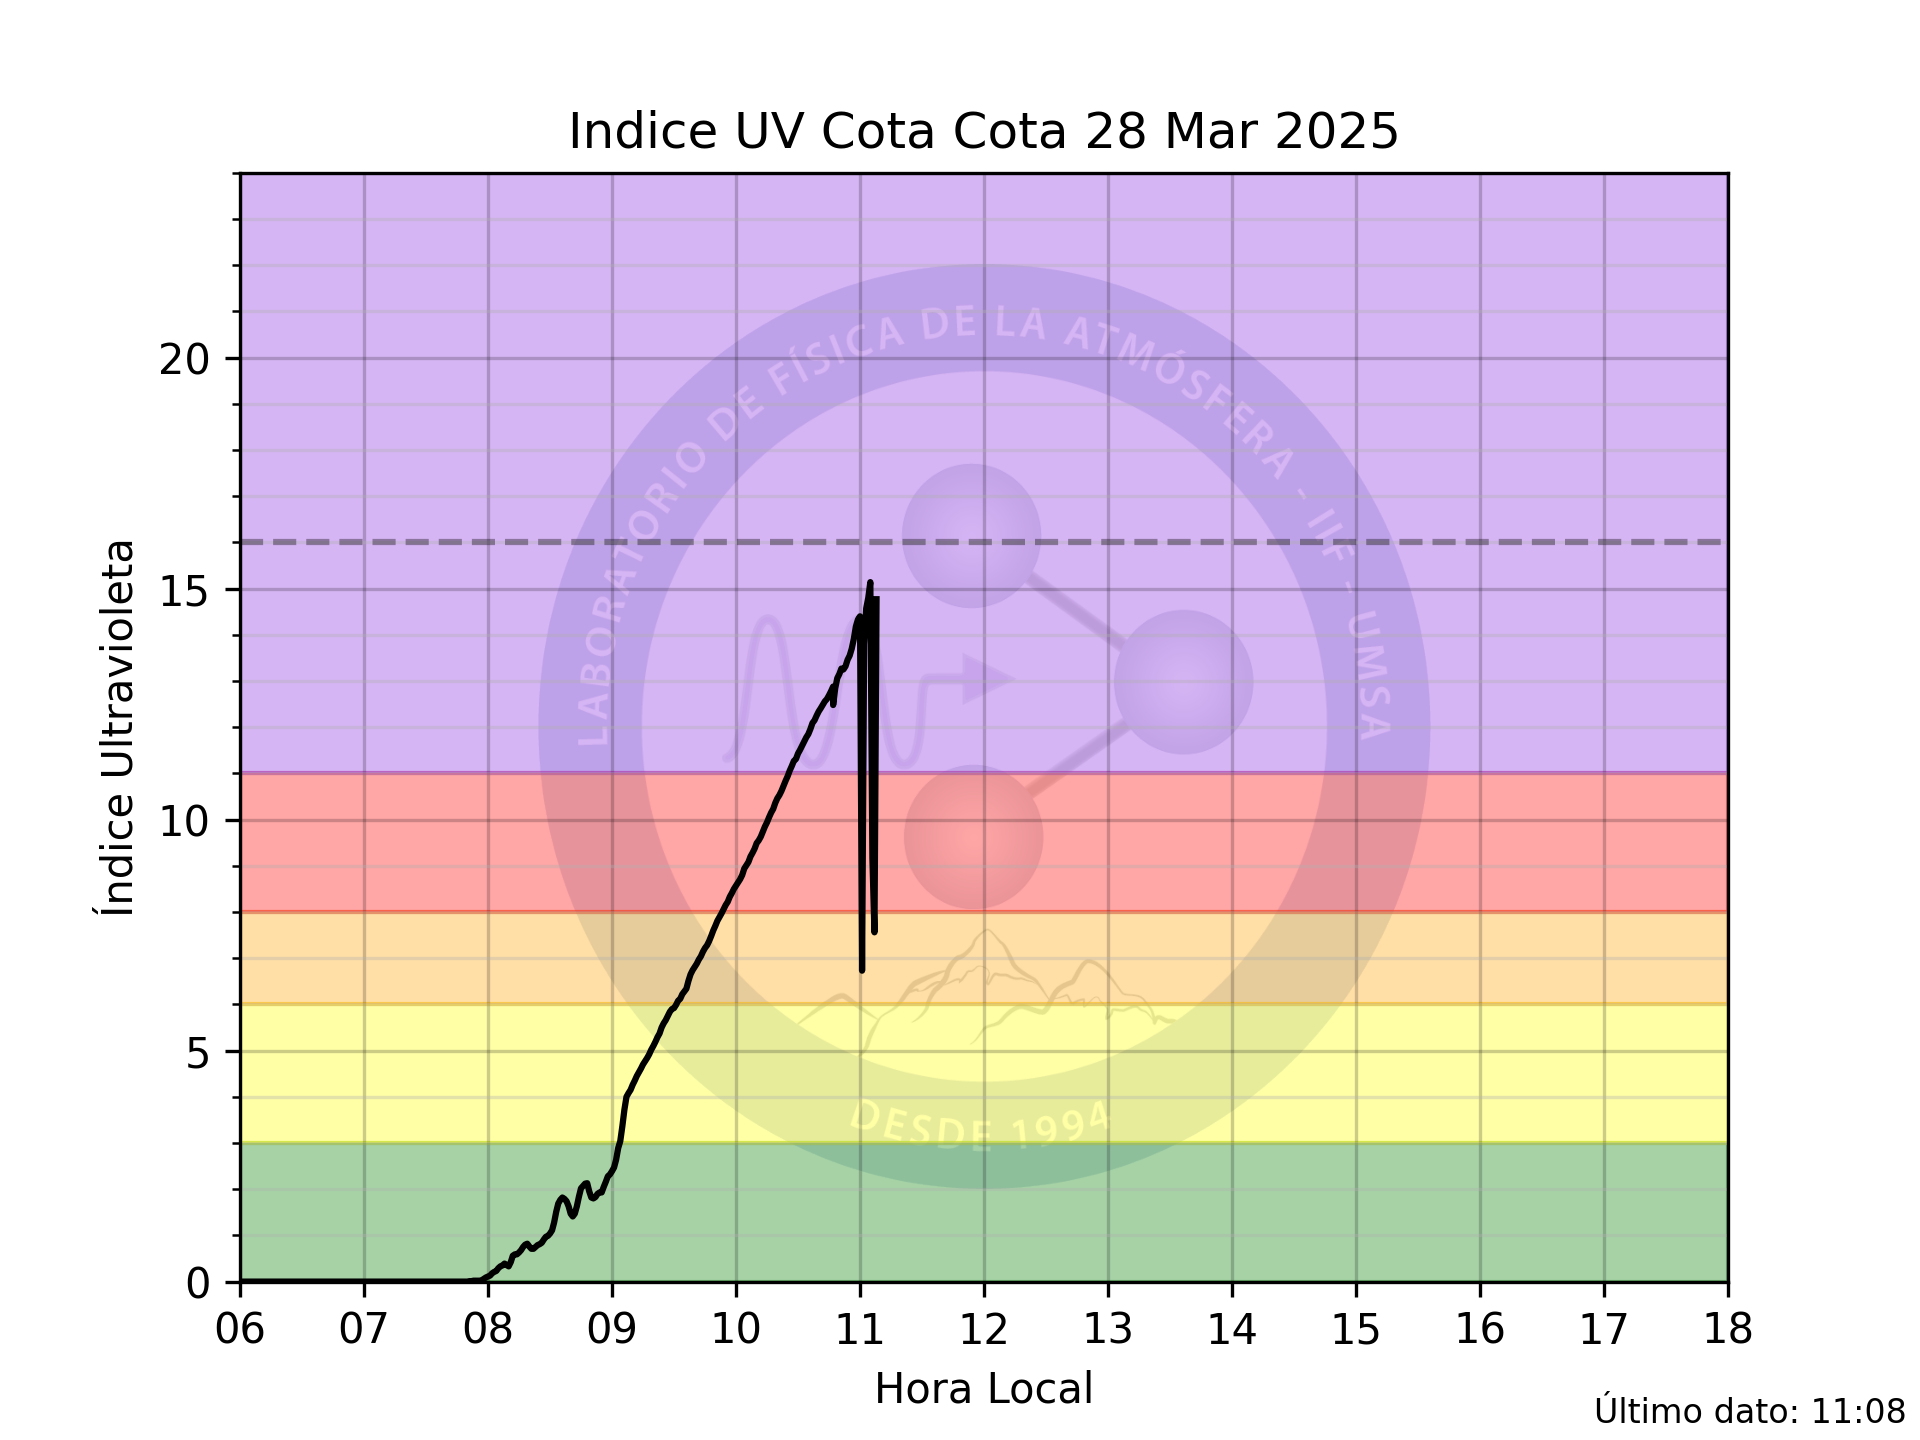 Indice UV Cota Cota 28 Mar 2025
Índice Ultravioleta
20
15
10
5
0
LABORATORIO DE FÍSICA DE LA ATMÓSFERA - IIF - UMSA
DESDE 1994
06 07 08 09 10 11 12 13 14 15 16 17 18
Hora Local
Último dato: 11:08